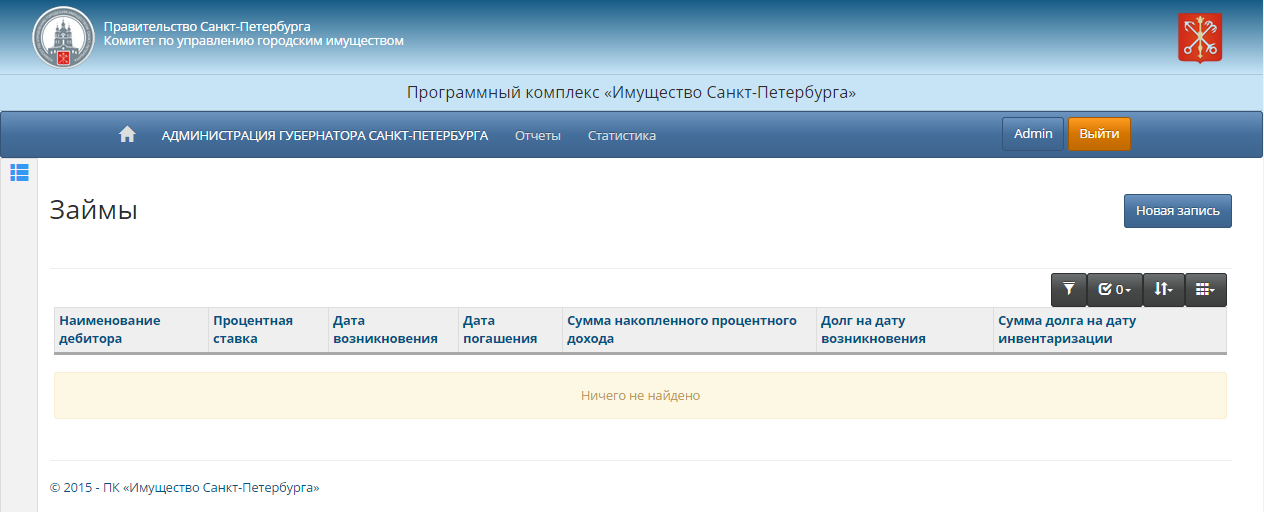 Правительство Санкт-Петербурга
Комитет по управлению городским имуществом
Программный комплекс «Имущество Санкт-Петербурга»
АДМИНИСТРАЦИЯ ГУБЕРНАТОРА САНКТ-ПЕТЕРБУРГА Отчеты Статистика Admin Выйти
Займы Новая запись
0
Наименование дебитора Процентная ставка Дата возникновения Дата погашения Сумма накопленного процентного дохода Долг на дату возникновения Сумма долга на дату инвентаризации
Ничего не найдено
© 2015 - ПК «Имущество Санкт-Петербурга»